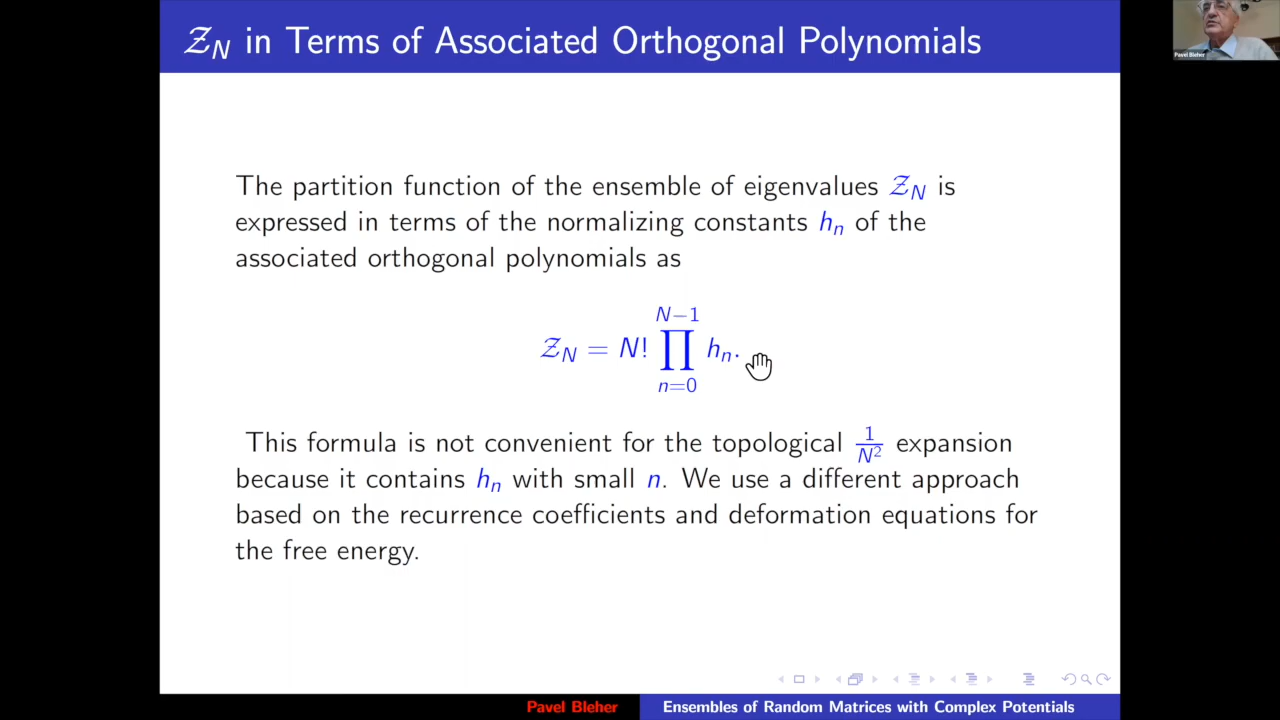 𝒵_N in Terms of Associated Orthogonal Polynomials
Pavel Bleher
The partition function of the ensemble of eigenvalues 𝒵_N is
expressed in terms of the normalizing constants h_n of the
associated orthogonal polynomials as
𝒵_N = N! ∏_{n=0}^{N−1} h_n.
This formula is not convenient for the topological 1/N² expansion
because it contains h_n with small n. We use a different approach
based on the recurrence coefficients and deformation equations for
the free energy.
Pavel Bleher
Ensembles of Random Matrices with Complex Potentials